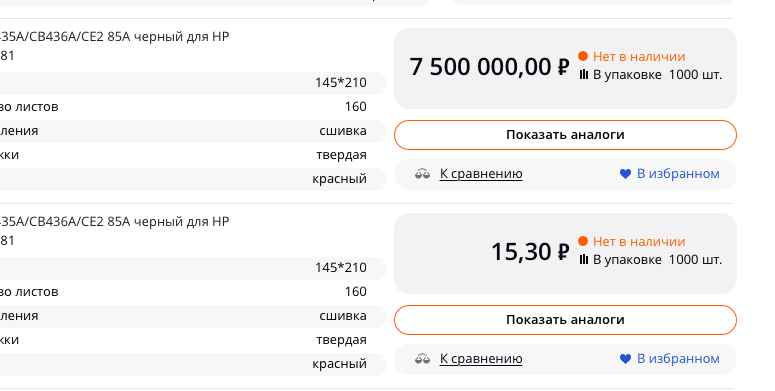 435A/CB436A/CE2 85A черный для HP
81
145*210
во листов 160
ления сшивка
жки твердая
красный
7 500 000,00 ₽
Нет в наличии
В упаковке 1000 шт.
Показать аналоги
К сравнению
В избранном
435A/CB436A/CE2 85A черный для HP
81
145*210
во листов 160
ления сшивка
жки твердая
красный
15,30 ₽
Нет в наличии
В упаковке 1000 шт.
Показать аналоги
К сравнению
В избранном